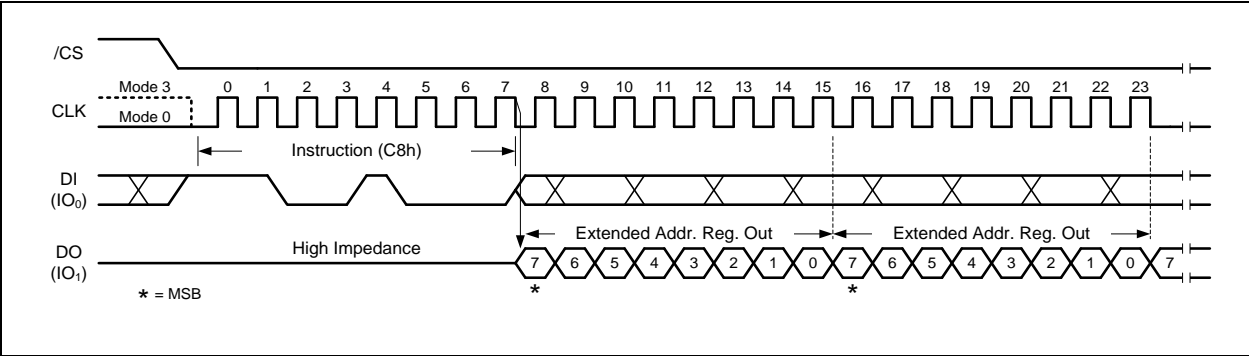 /CS
Mode 3 0 1 2 3 4 5 6 7 8 9 10 11 12 13 14 15 16 17 18 19 20 21 22 23
CLK
Mode 0
Instruction (C8h)
DI
(IO₀)
Extended Addr. Reg. Out Extended Addr. Reg. Out
High Impedance
DO
(IO₁)
7 6 5 4 3 2 1 0 7 6 5 4 3 2 1 0 7
* *
* = MSB